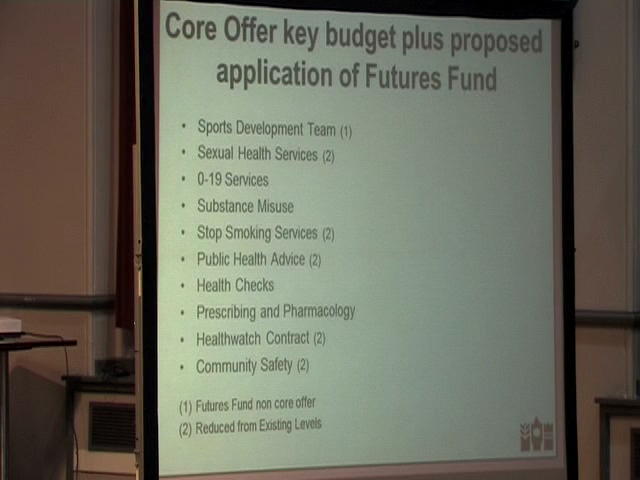 Core Offer key budget plus proposed
application of Futures Fund
• Sports Development Team (1)
• Sexual Health Services (2)
• 0-19 Services
• Substance Misuse
• Stop Smoking Services (2)
• Public Health Advice (2)
• Health Checks
• Prescribing and Pharmacology
• Healthwatch Contract (2)
• Community Safety (2)
(1) Futures Fund non core offer
(2) Reduced from Existing Levels